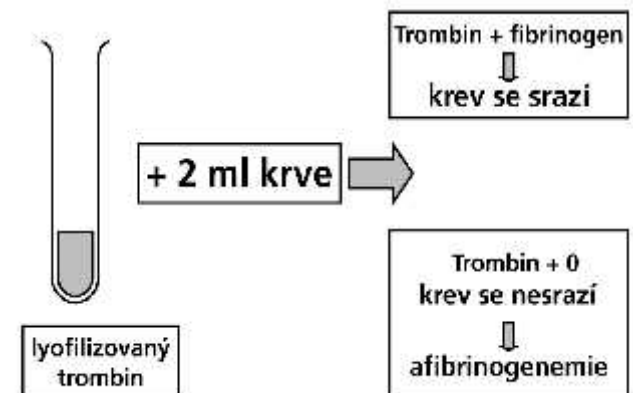 Trombin + fibrinogen
krev se srazí
+ 2 ml krve
Trombin + 0
krev se nesrazí
afibrinogenemie
lyofilizovaný
trombin